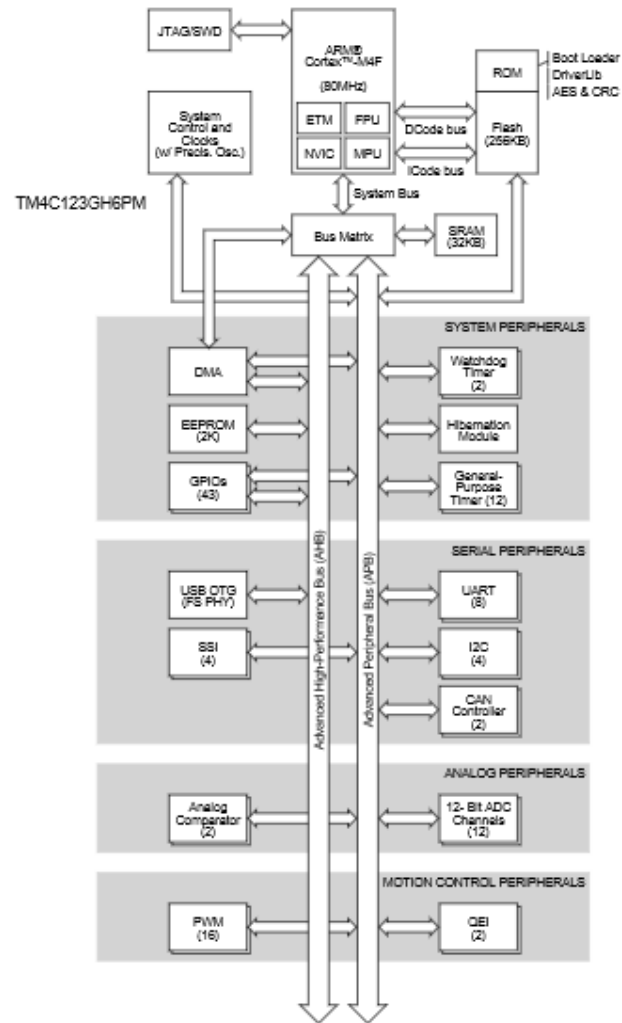 JTAG/SWD
ARM®
Cortex™-M4F
(80MHz)
ETM
FPU
NVIC
MPU
ROM
Flash
(256KB)
Boot Loader
DriverLib
AES & CRC
DCode bus
ICode bus
System
Control and
Clocks
(w/ Precis. Osc.)
TM4C123GH6PM
System Bus
Bus Matrix
SRAM
(32KB)
SYSTEM PERIPHERALS
DMA
Watchdog
Timer
(2)
EEPROM
(2K)
Hibernation
Module
GPIOs
(43)
General-
Purpose
Timer (12)
Advanced High-Performance Bus (AHB)
Advanced Peripheral Bus (APB)
SERIAL PERIPHERALS
USB OTG
(FS PHY)
UART
(8)
SSI
(4)
I2C
(4)
CAN
Controller
(2)
ANALOG PERIPHERALS
Analog
Comparator
(2)
12- Bit ADC
Channels
(12)
MOTION CONTROL PERIPHERALS
PWM
(16)
QEI
(2)